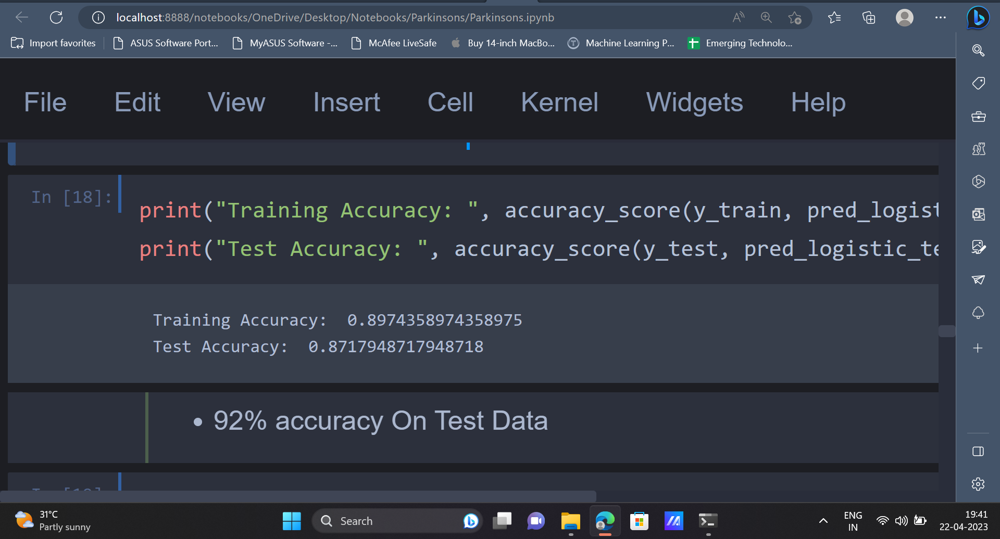 localhost:8888/notebooks/OneDrive/Desktop/Notebooks/Parkinsons/Parkinsons.ipynb
Import favorites ASUS Software Port... MyASUS Software -... McAfee LiveSafe Buy 14-inch MacBo... Machine Learning P... Emerging Technolo...
File Edit View Insert Cell Kernel Widgets Help
In [18]:
print("Training Accuracy: ", accuracy_score(y_train, pred_logist
print("Test Accuracy: ", accuracy_score(y_test, pred_logistic_te
Training Accuracy:  0.8974358974358975
Test Accuracy:  0.8717948717948718
• 92% accuracy On Test Data
31°C
Partly sunny
Search
ENG
IN
19:41
22-04-2023